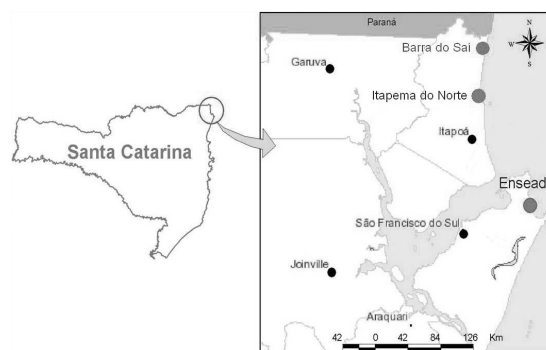 Paraná
N
W
E
S
Barra do Sai
Garuva
Itapema do Norte
Itapoá
Santa Catarina
Ensead
São Francisco do Sul
Joinville
Araquari
42 0 42 84 126 Km